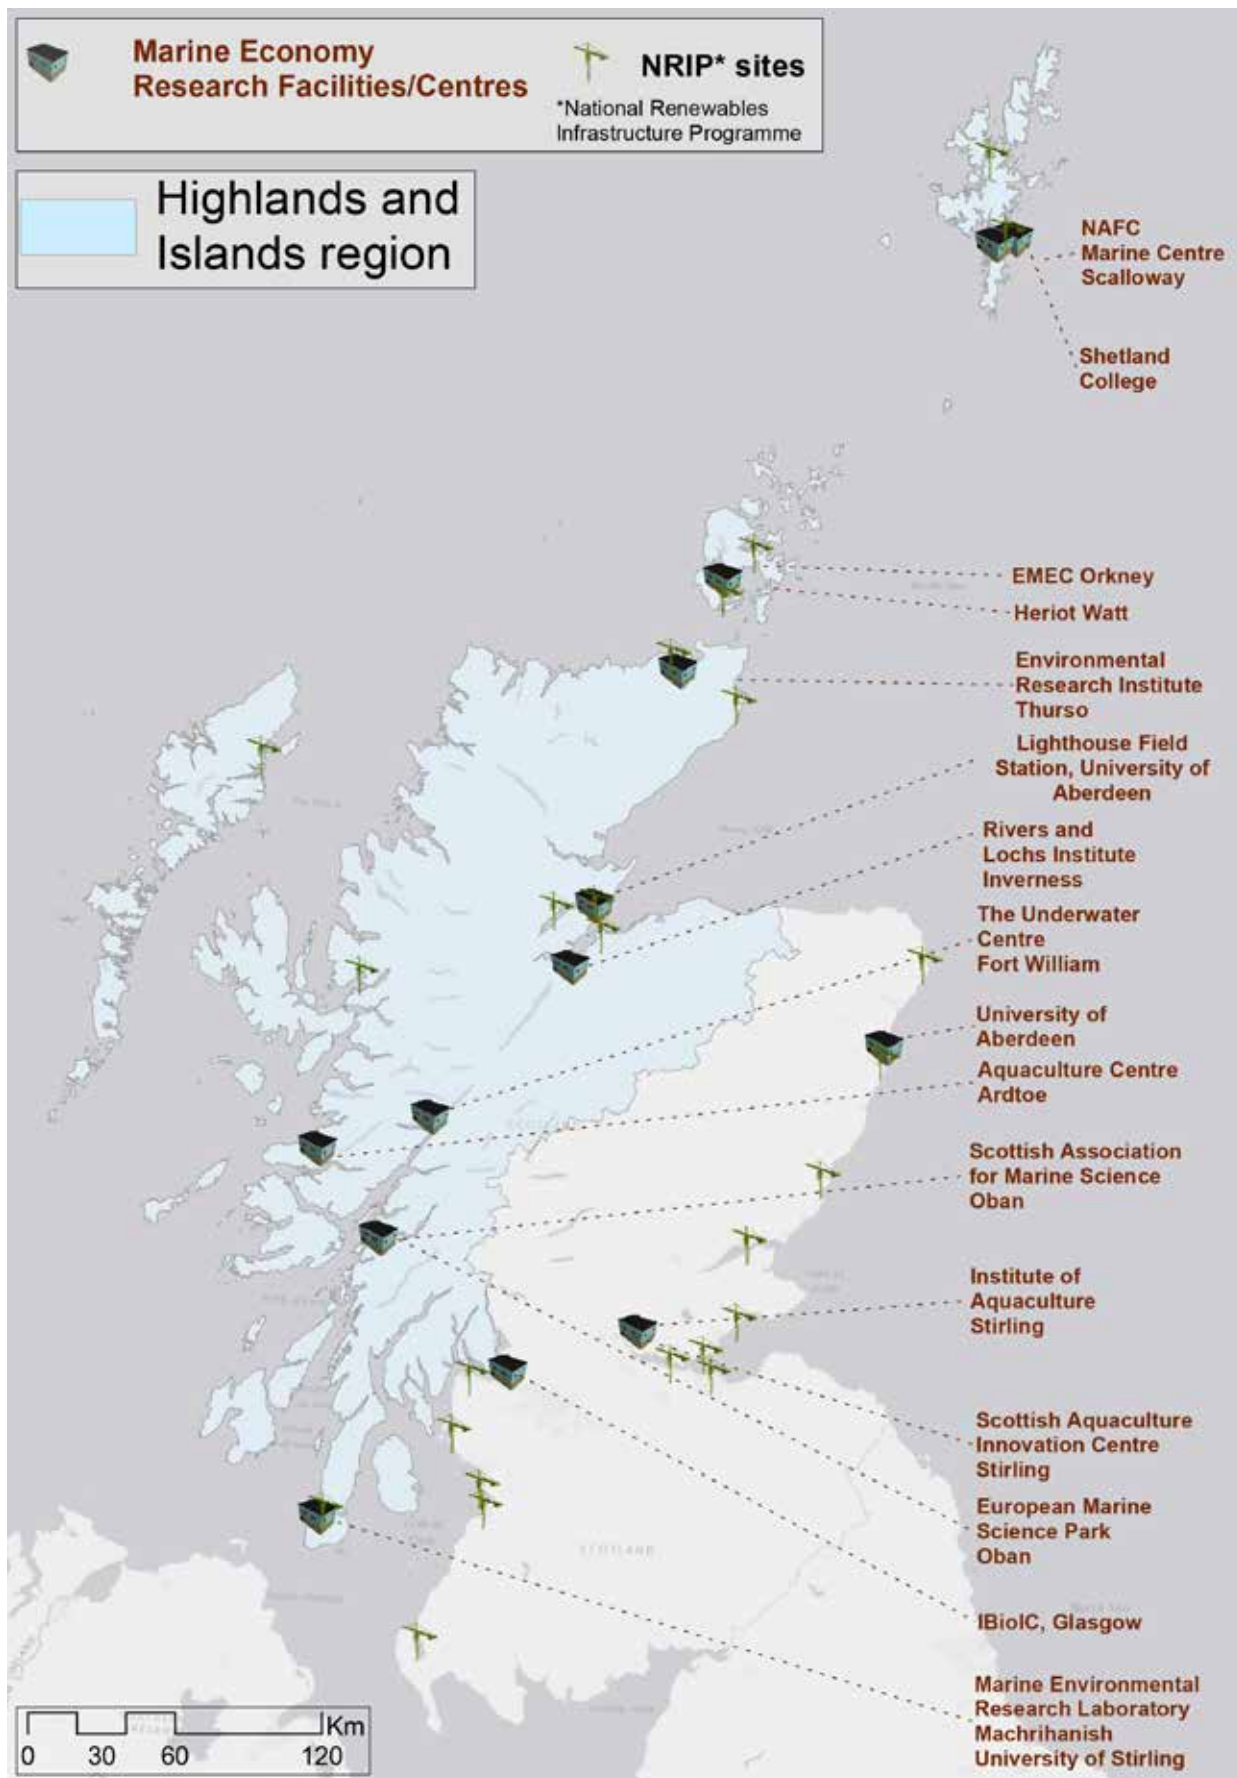 Marine Economy
Research Facilities/Centres
NRIP* sites
*National Renewables
Infrastructure Programme
Highlands and
Islands region
NAFC
Marine Centre
Scalloway
Shetland
College
EMEC Orkney
Heriot Watt
Environmental
Research Institute
Thurso
Lighthouse Field
Station, University of
Aberdeen
Rivers and
Lochs Institute
Inverness
The Underwater
Centre
Fort William
University of
Aberdeen
Aquaculture Centre
Ardtoe
SCOTLAND
Scottish Association
for Marine Science
Oban
Institute of
Aquaculture
Stirling
Scottish Aquaculture
Innovation Centre
Stirling
European Marine
Science Park
Oban
SCOTLAND
IBioIC, Glasgow
Marine Environmental
Research Laboratory
Machrihanish
University of Stirling
Km
0 30 60 120